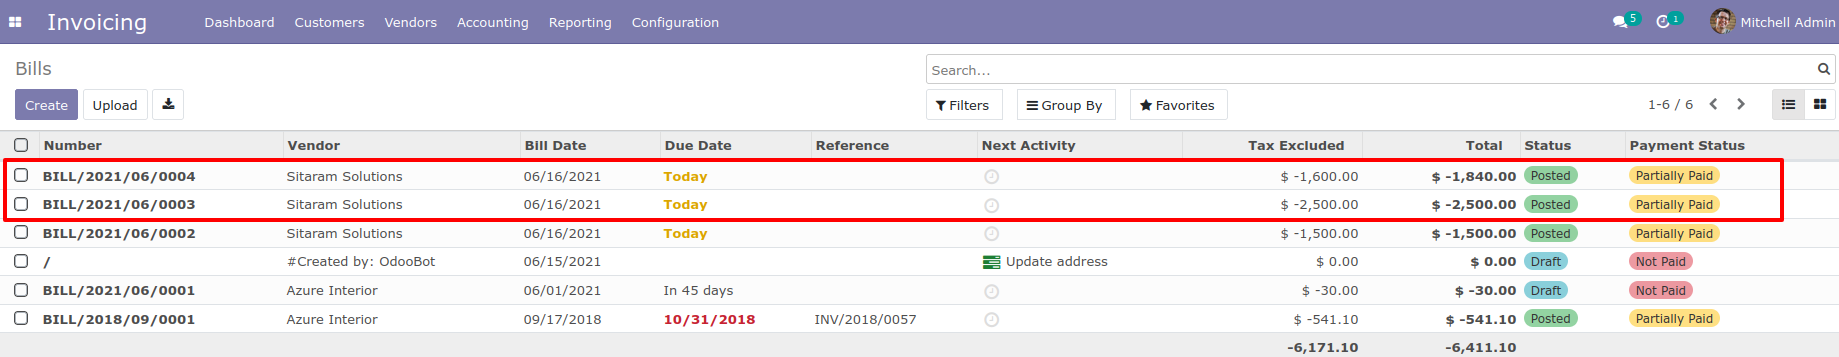 Invoicing Dashboard Customers Vendors Accounting Reporting Configuration 5 1 Mitchell Admin
Bills Search...
Create Upload Filters Group By Favorites 1-6 / 6
Number Vendor Bill Date Due Date Reference Next Activity Tax Excluded Total Status Payment Status
BILL/2021/06/0004 Sitaram Solutions 06/16/2021 Today $ -1,600.00 $ -1,840.00 Posted Partially Paid
BILL/2021/06/0003 Sitaram Solutions 06/16/2021 Today $ -2,500.00 $ -2,500.00 Posted Partially Paid
BILL/2021/06/0002 Sitaram Solutions 06/16/2021 Today $ -1,500.00 $ -1,500.00 Posted Partially Paid
/ #Created by: OdooBot 06/15/2021 Update address $ 0.00 $ 0.00 Draft Not Paid
BILL/2021/06/0001 Azure Interior 06/01/2021 In 45 days $ -30.00 $ -30.00 Draft Not Paid
BILL/2018/09/0001 Azure Interior 09/17/2018 10/31/2018 INV/2018/0057 $ -541.10 $ -541.10 Posted Partially Paid
-6,171.10 -6,411.10